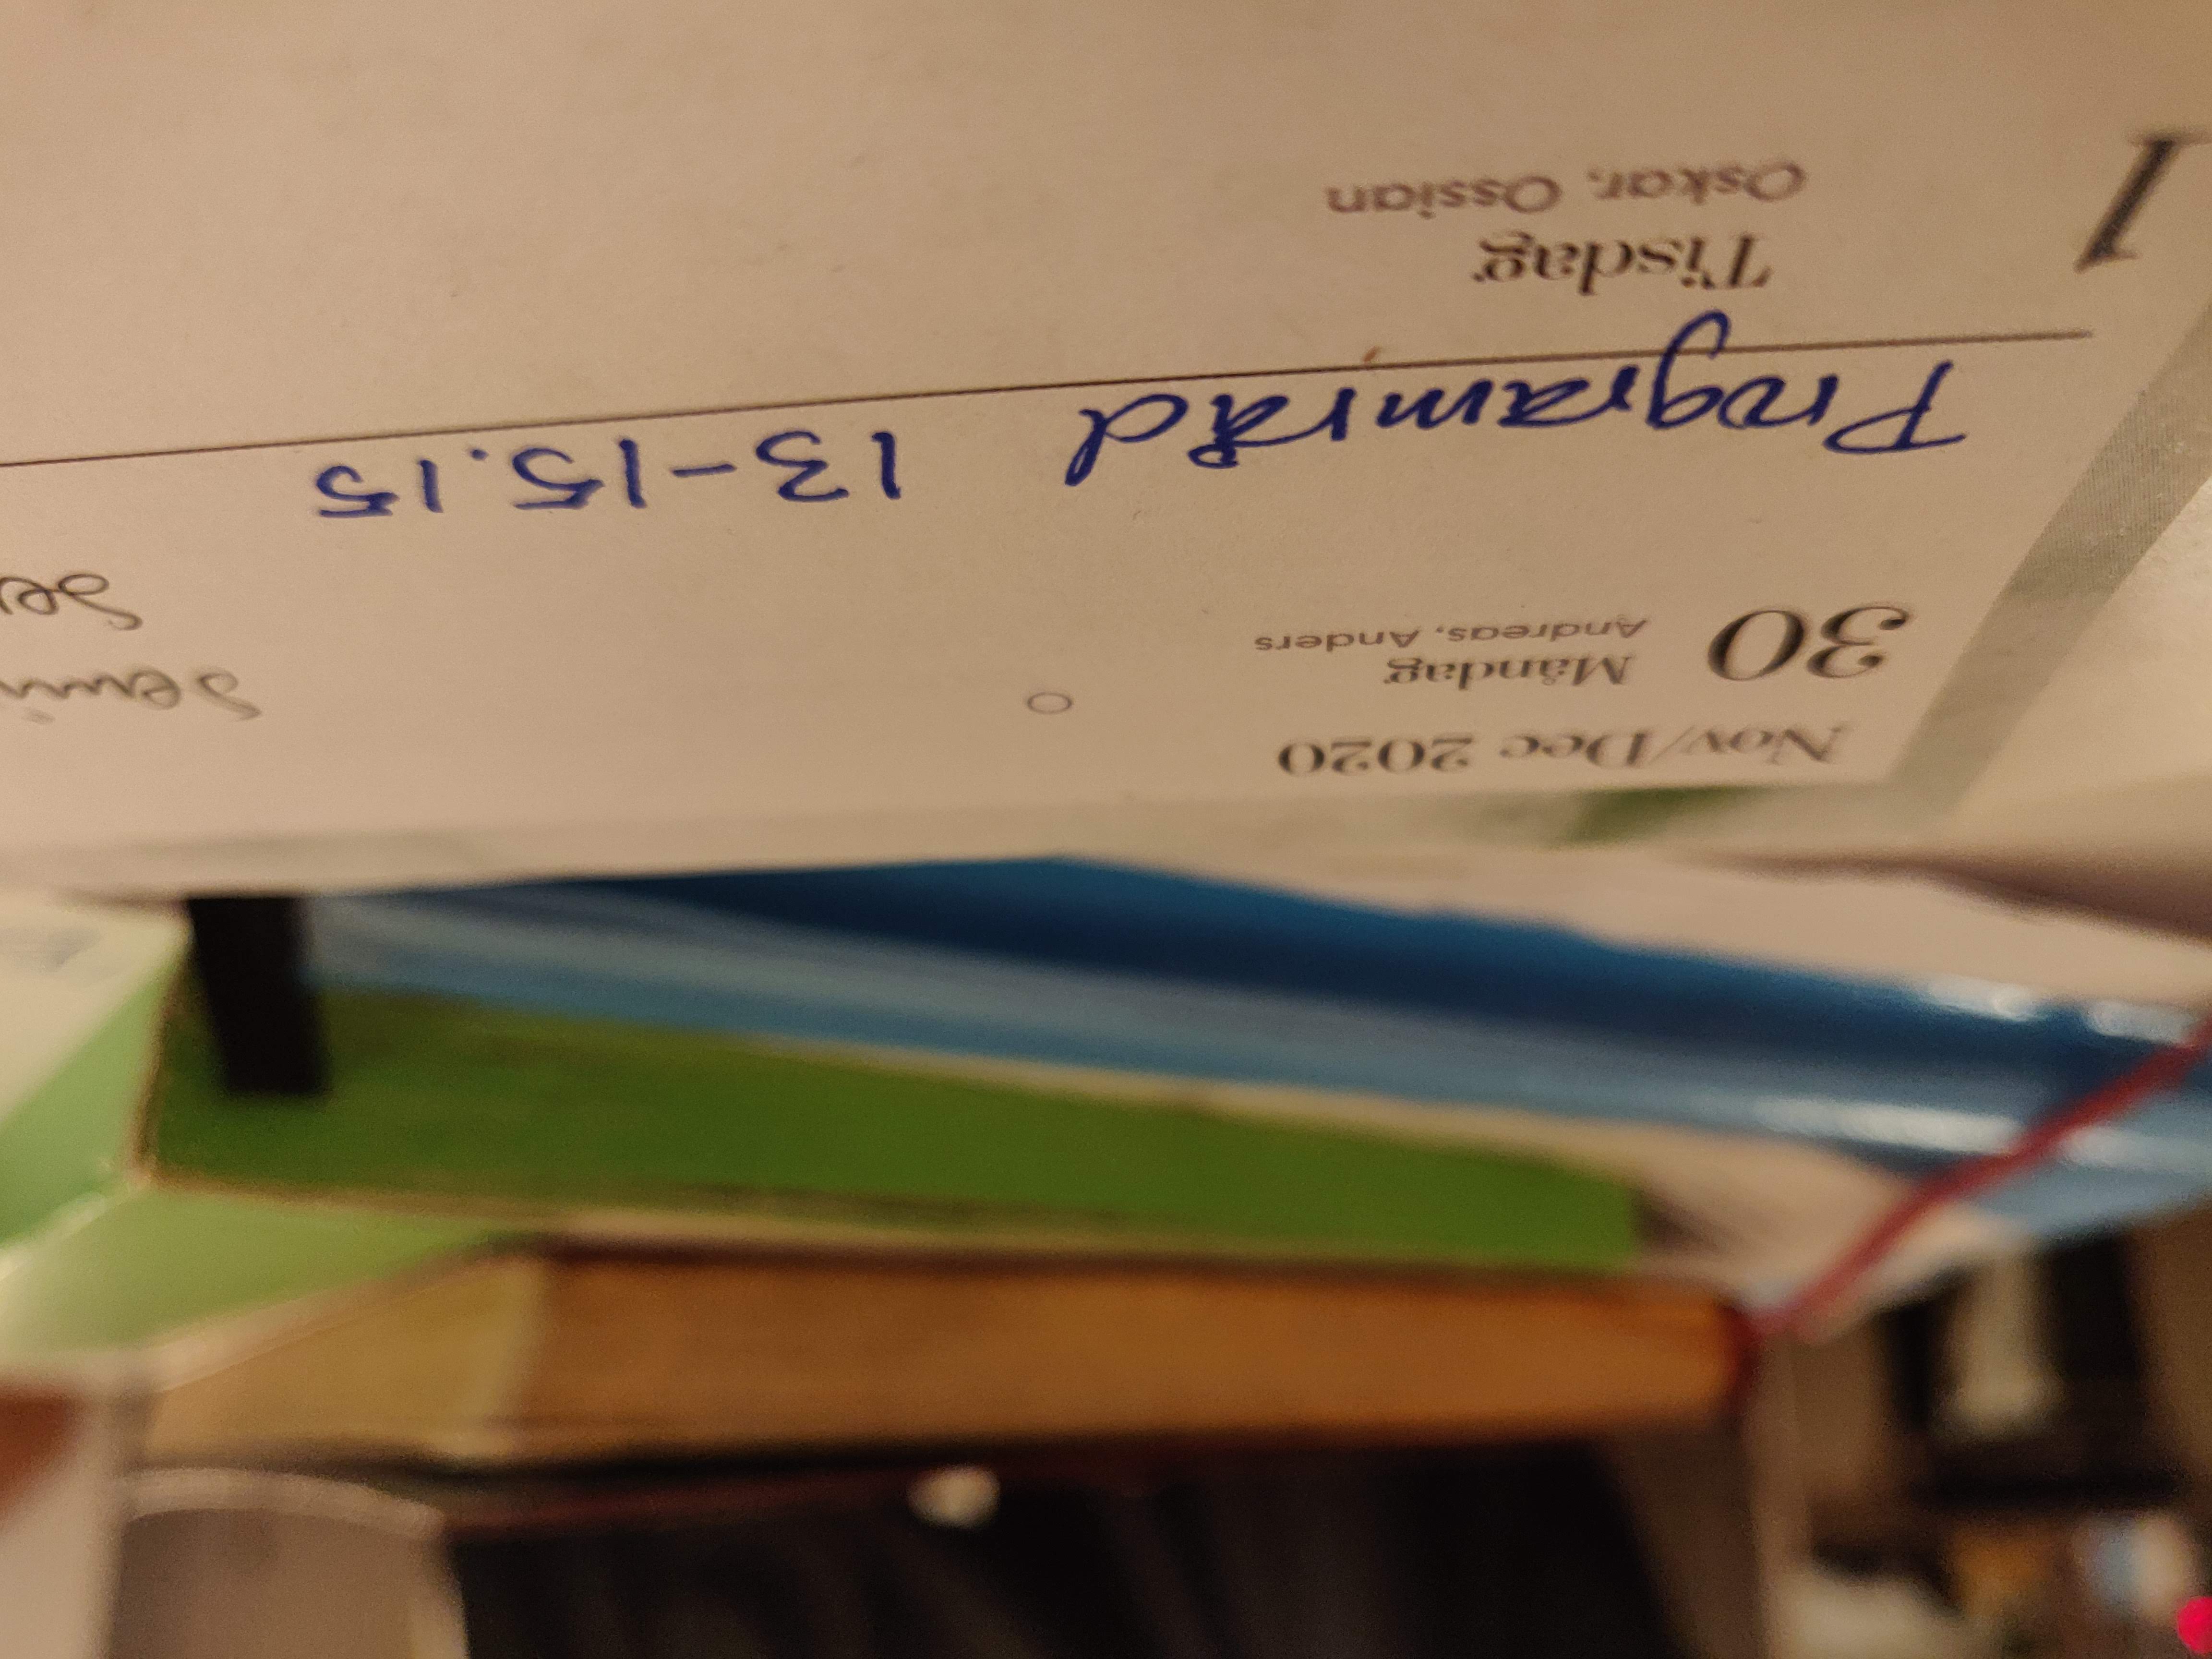 Nov/Dec 2020
30 Måndag
Andreas, Anders
Programråd 13-15.15
1 Tisdag
Oskar, Ossian